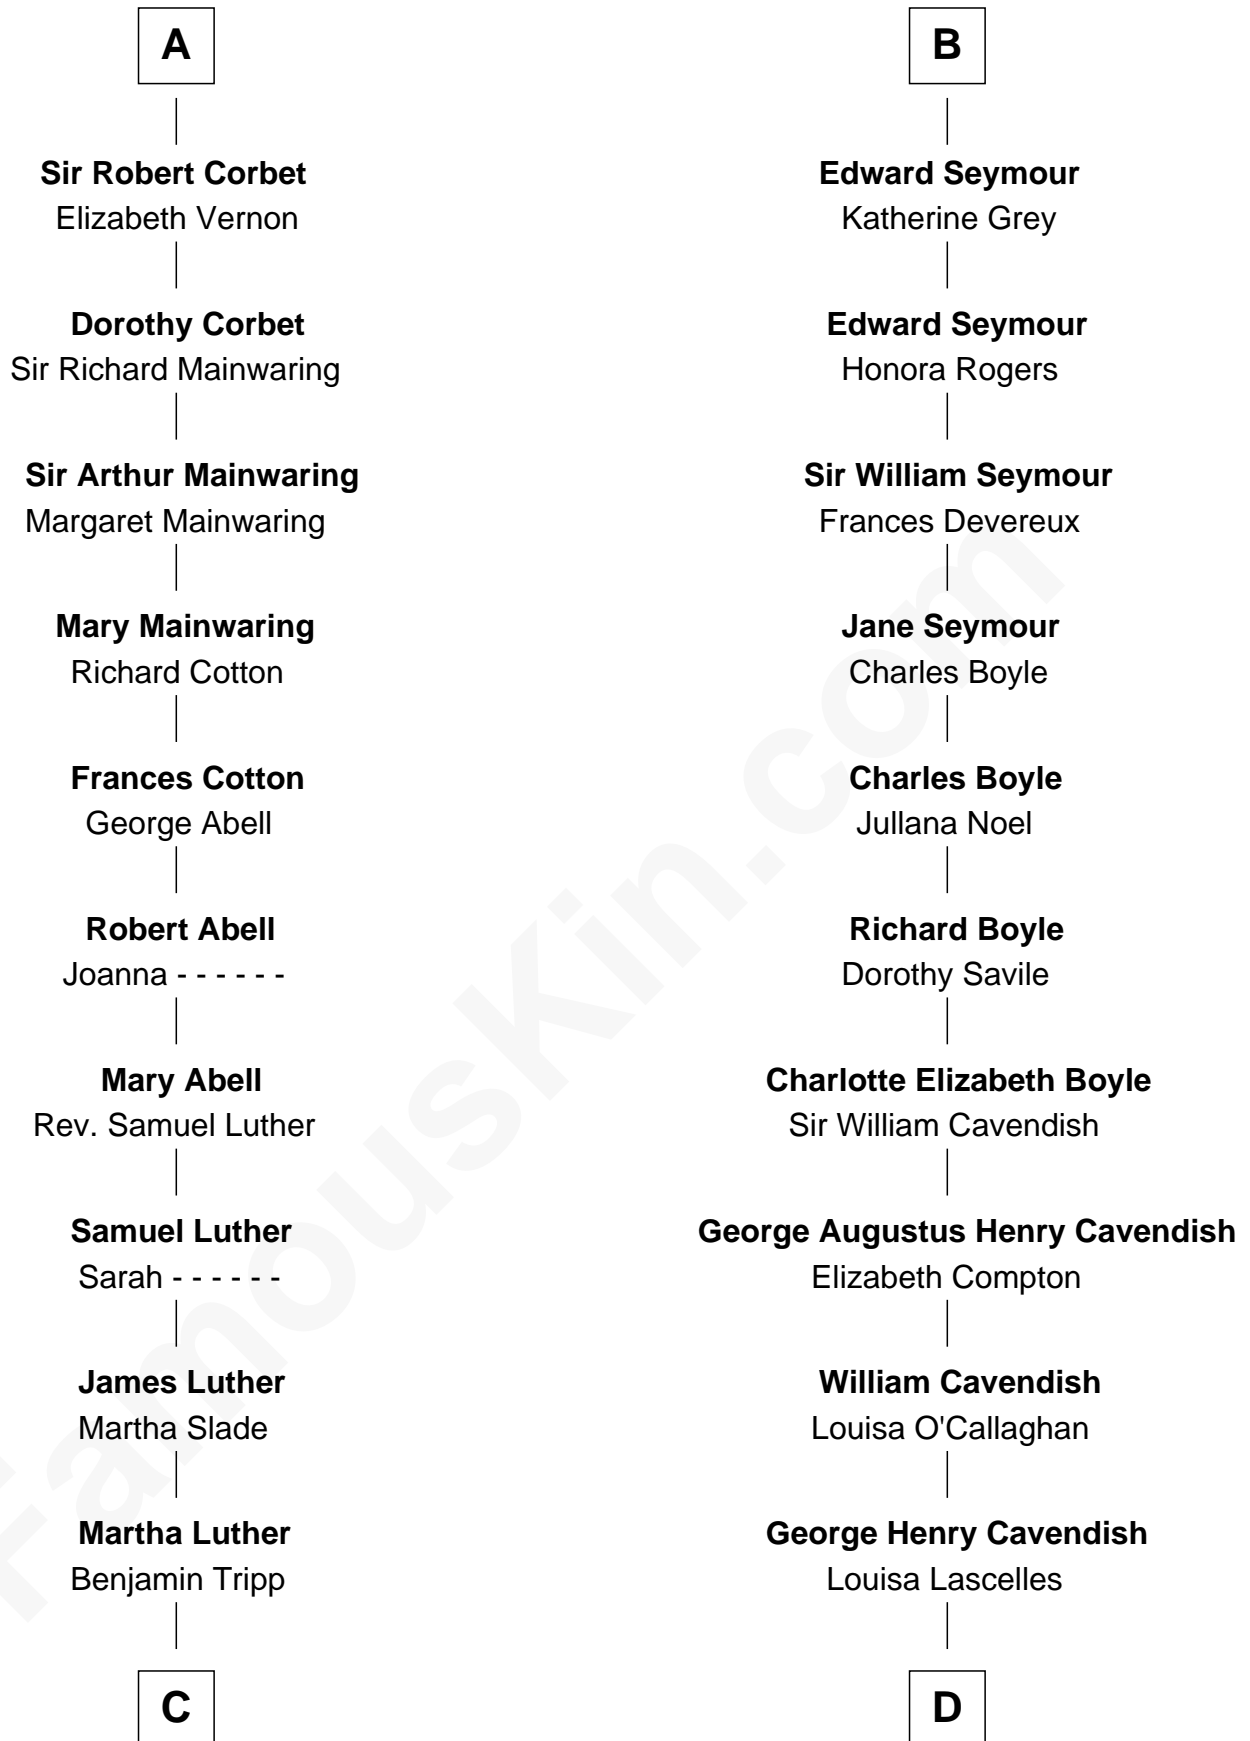 A
Sir Robert Corbet
Elizabeth Vernon
Dorothy Corbet
Sir Richard Mainwaring
Sir Arthur Mainwaring
Margaret Mainwaring
Mary Mainwaring
Richard Cotton
Frances Cotton
George Abell
Robert Abell
Joanna - - - - - -
Mary Abell
Rev. Samuel Luther
Samuel Luther
Sarah - - - - - -
James Luther
Martha Slade
Martha Luther
Benjamin Tripp
C
B
Edward Seymour
Katherine Grey
Edward Seymour
Honora Rogers
Sir William Seymour
Frances Devereux
Jane Seymour
Charles Boyle
Charles Boyle
Jullana Noel
Richard Boyle
Dorothy Savile
Charlotte Elizabeth Boyle
Sir William Cavendish
George Augustus Henry Cavendish
Elizabeth Compton
William Cavendish
Louisa O'Callaghan
George Henry Cavendish
Louisa Lascelles
D
FamousKin.com